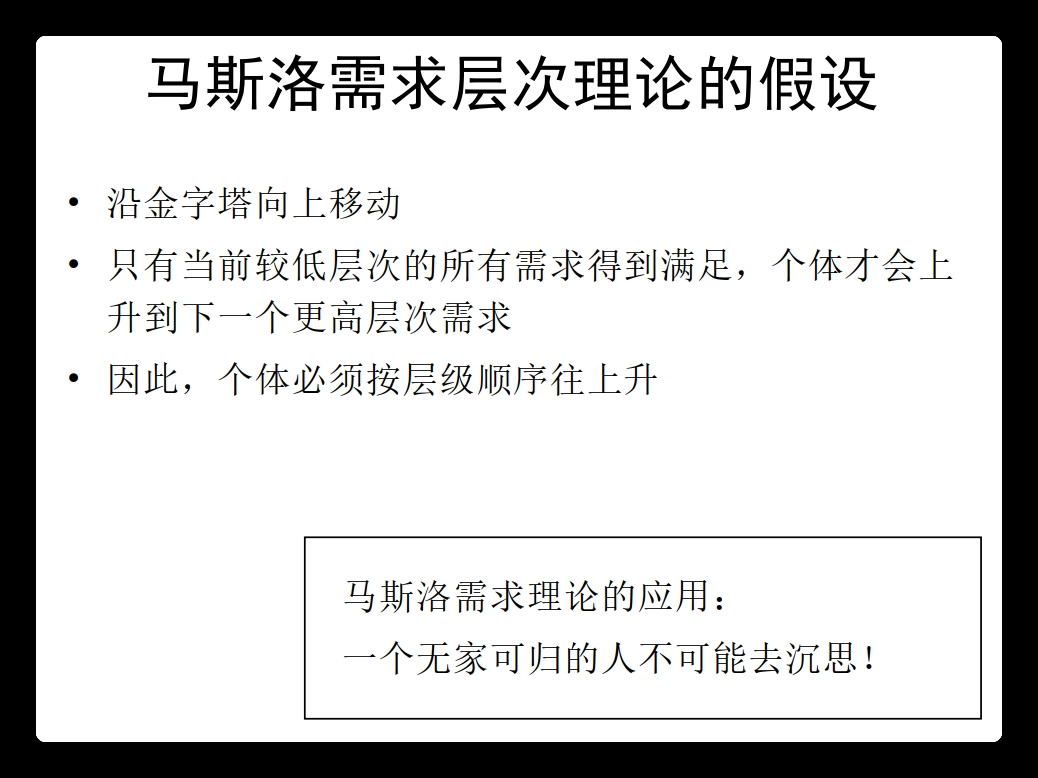 马斯洛需求层次理论的假设
• 沿金字塔向上移动
• 只有当前较低层次的所有需求得到满足，个体才会上
升到下一个更高层次需求
• 因此，个体必须按层级顺序往上升
马斯洛需求理论的应用：
一个无家可归的人不可能去沉思！